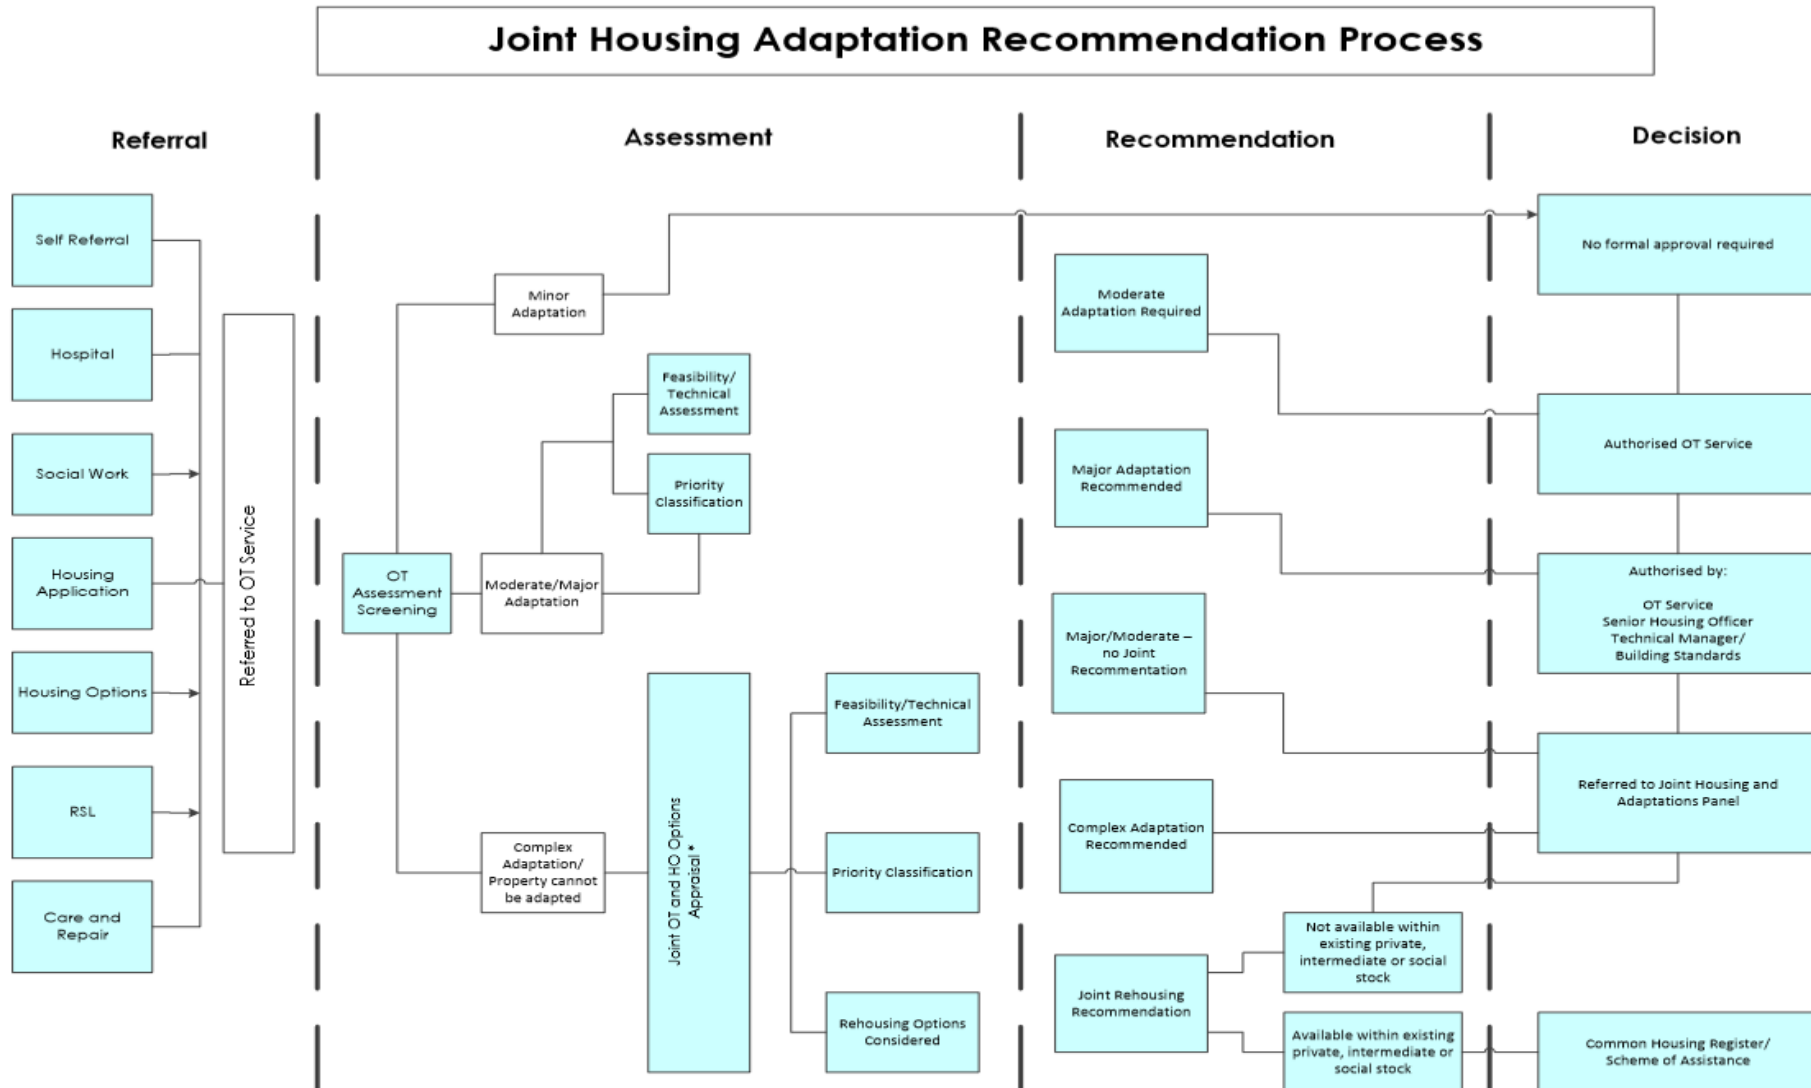 Joint Housing Adaptation Recommendation Process
Referral
Assessment
Recommendation
Decision
Self Referral
Hospital
Social Work
Housing
Application
Housing Options
RSL
Care and
Repair
Referred to OT Service
OT
Assessment
Screening
Minor
Adaptation
Moderate/Major
Adaptation
Complex
Adaptation/
Property cannot
be adapted
Feasibility/
Technical
Assessment
Priority
Classification
Joint OT and HO Options
Appraisal *
Feasibility/Technical
Assessment
Priority Classification
Rehousing Options
Considered
Moderate
Adaptation Required
Major Adaptation
Recommended
Major/Moderate –
no Joint
Recommentation
Complex Adaptation
Recommended
Joint Rehousing
Recommendation
Not available within
existing private,
intermediate or social
stock
Available within existing
private, intermediate or
social stock
No formal approval required
Authorised OT Service
Authorised by:
OT Service
Senior Housing Officer
Technical Manager/
Building Standards
Referred to Joint Housing and
Adaptations Panel
Common Housing Register/
Scheme of Assistance